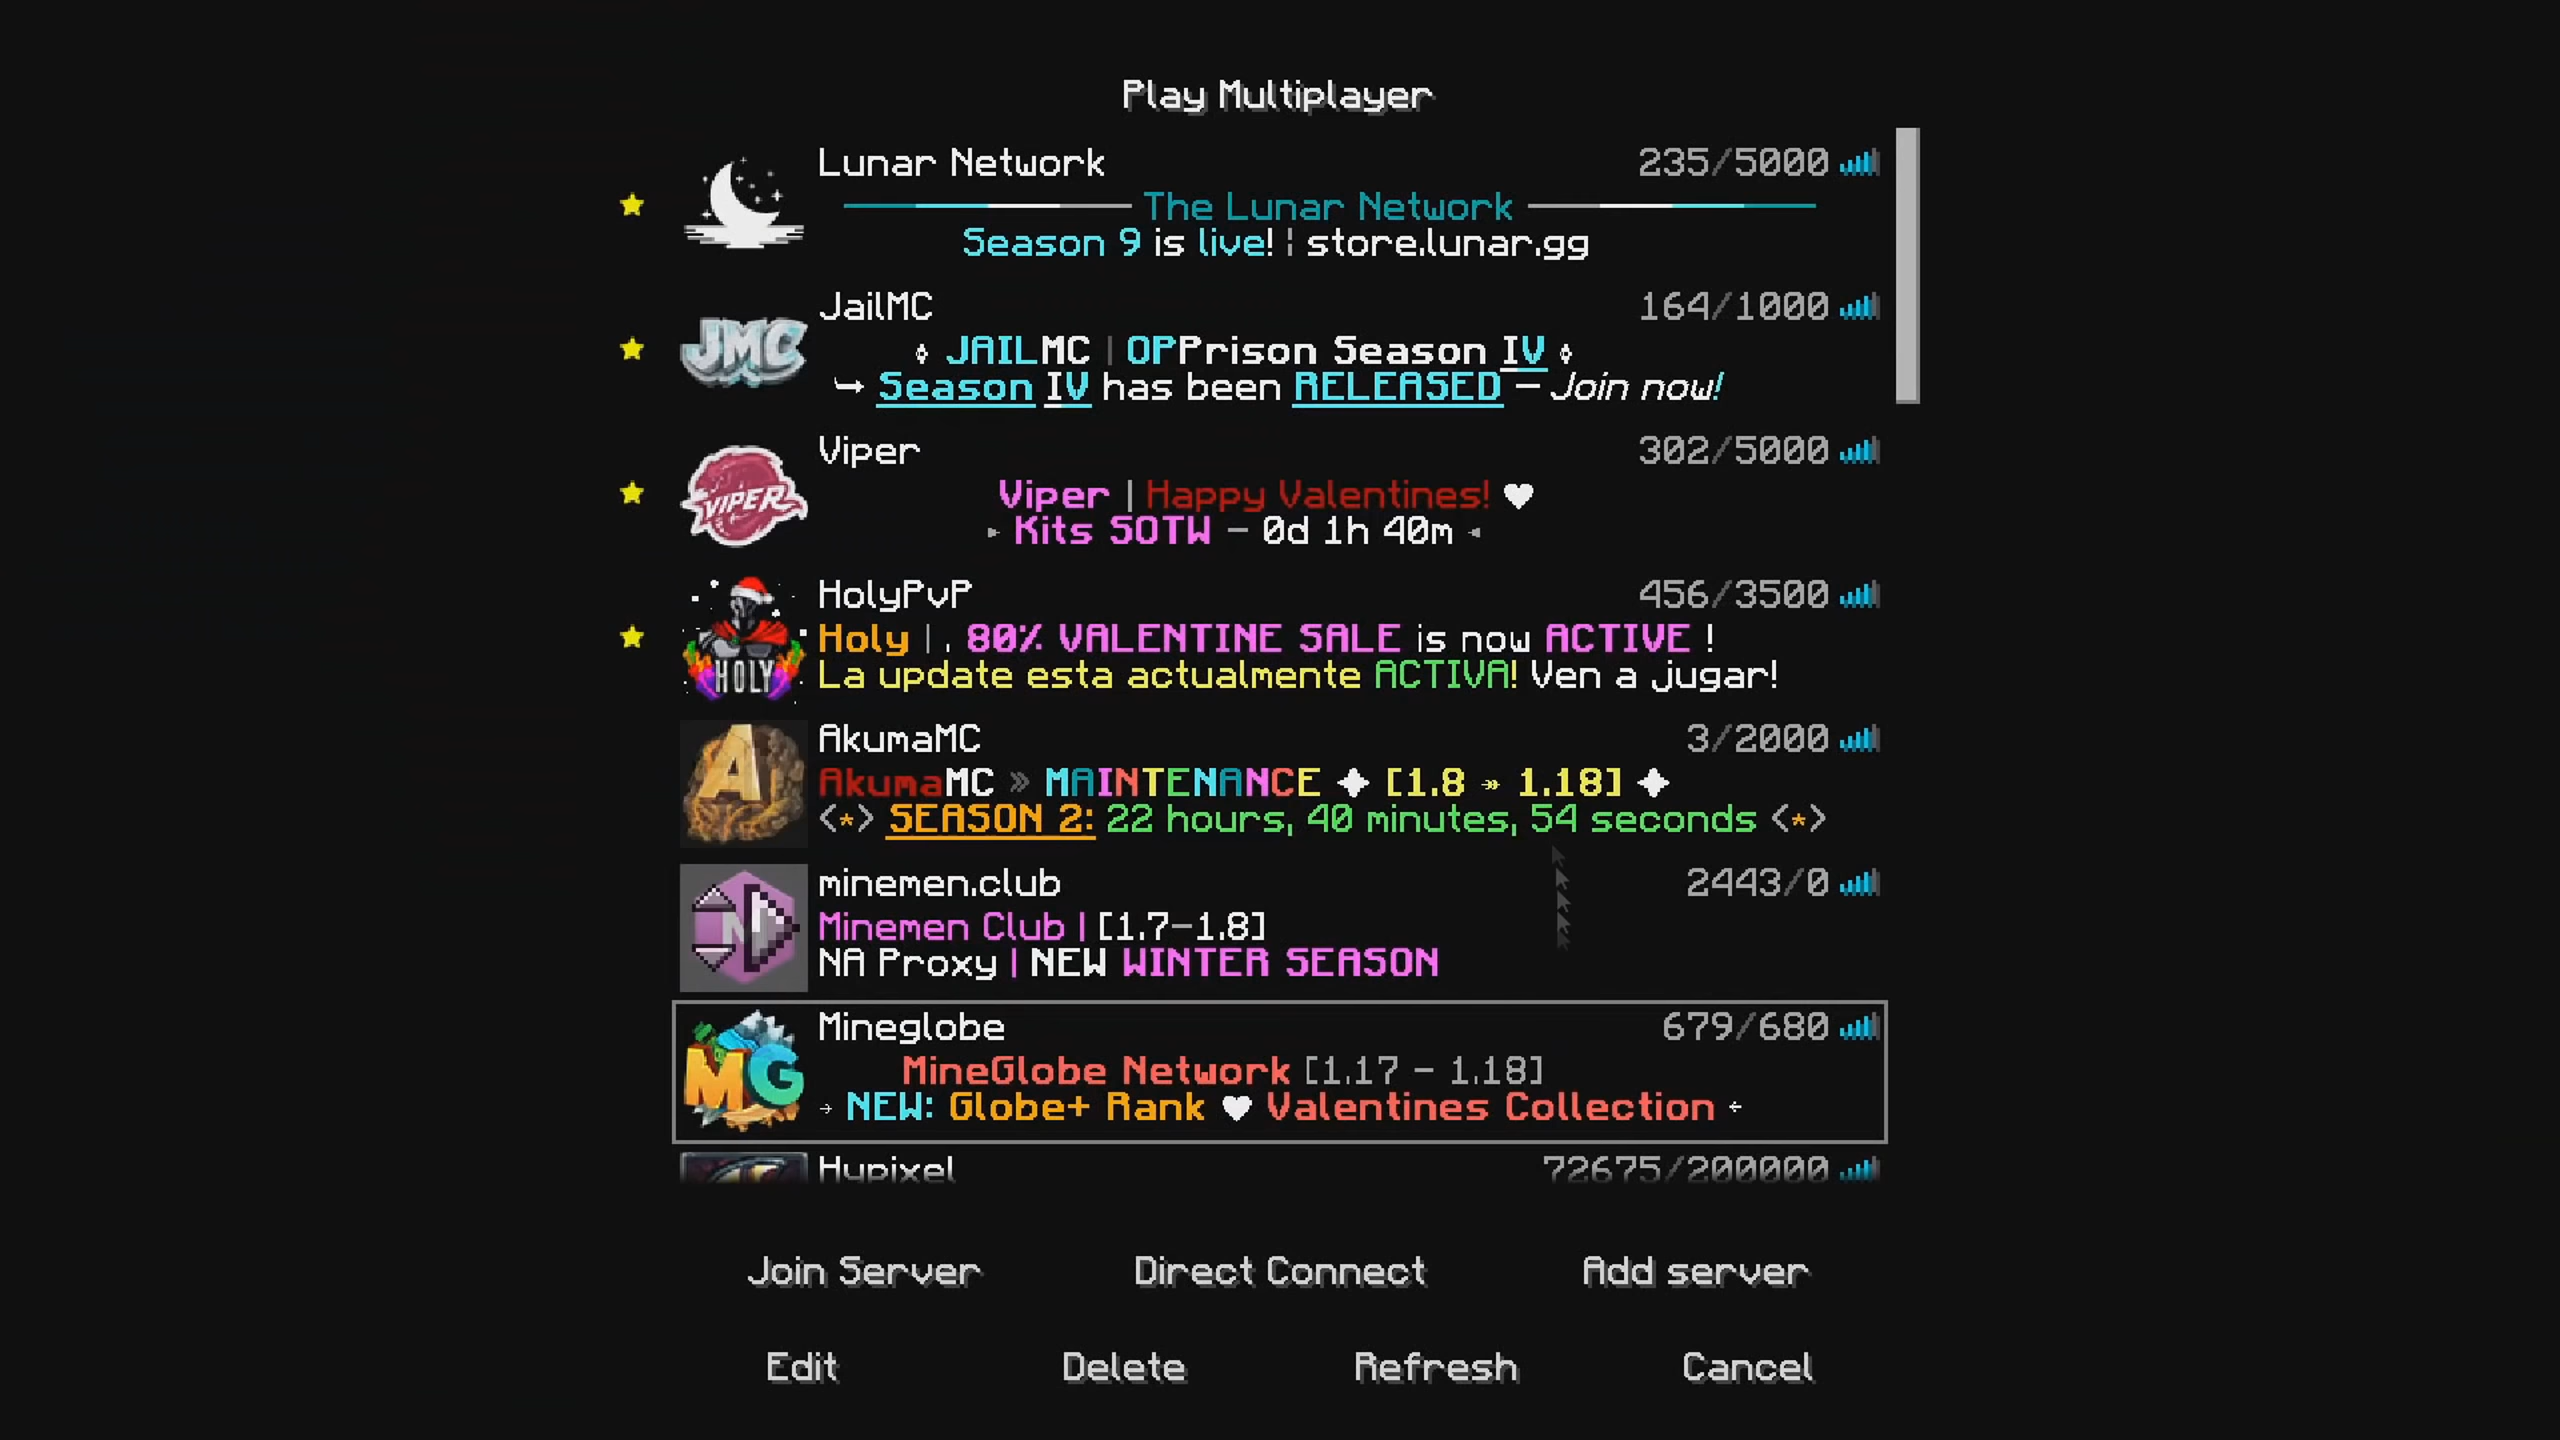 Play Multiplayer
Lunar Network 235/5000
The Lunar Network
Season 9 is live! ¦ store.lunar.gg
JMC
JailMC 164/1000
JAILMC | OPPrison Season IV
↪ Season IV has been RELEASED – Join now!
VIPER
Viper 302/5000
Viper | Happy Valentines! ♥
▸ Kits SOTW – 0d 1h 40m ◂
HOLY
HolyPvP 456/3500
Holy | . 80% VALENTINE SALE is now ACTIVE !
La update esta actualmente ACTIVA! Ven a jugar!
A
AkumaMC 3/2000
AkumaMC » MAINTENANCE ✦ [1.8 » 1.18] ✦
<*> SEASON 2: 22 hours, 40 minutes, 54 seconds <*>
minemen.club 2443/0
Minemen Club | [1.7-1.8]
NA Proxy | NEW WINTER SEASON
MG
Mineglobe 679/680
MineGlobe Network [1.17 - 1.18]
→ NEW: Globe+ Rank ♥ Valentines Collection ←
Hypixel 72675/200000
Join Server Direct Connect Add server
Edit Delete Refresh Cancel